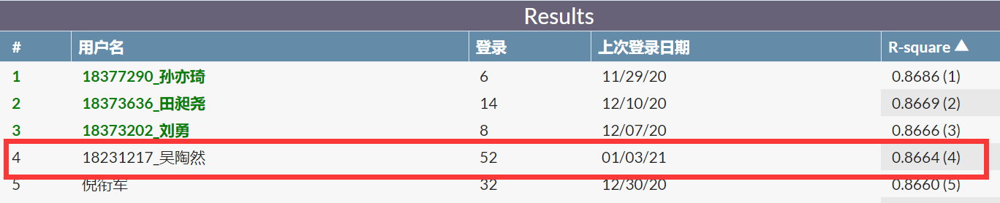 Results
# 用户名 登录 上次登录日期 R-square ▲
1 18377290_孙亦琦 6 11/29/20 0.8686 (1)
2 18373636_田昶尧 14 12/10/20 0.8669 (2)
3 18373202_刘勇 8 12/07/20 0.8666 (3)
4 18231217_吴陶然 52 01/03/21 0.8664 (4)
5 倪衍军 32 12/30/20 0.8660 (5)